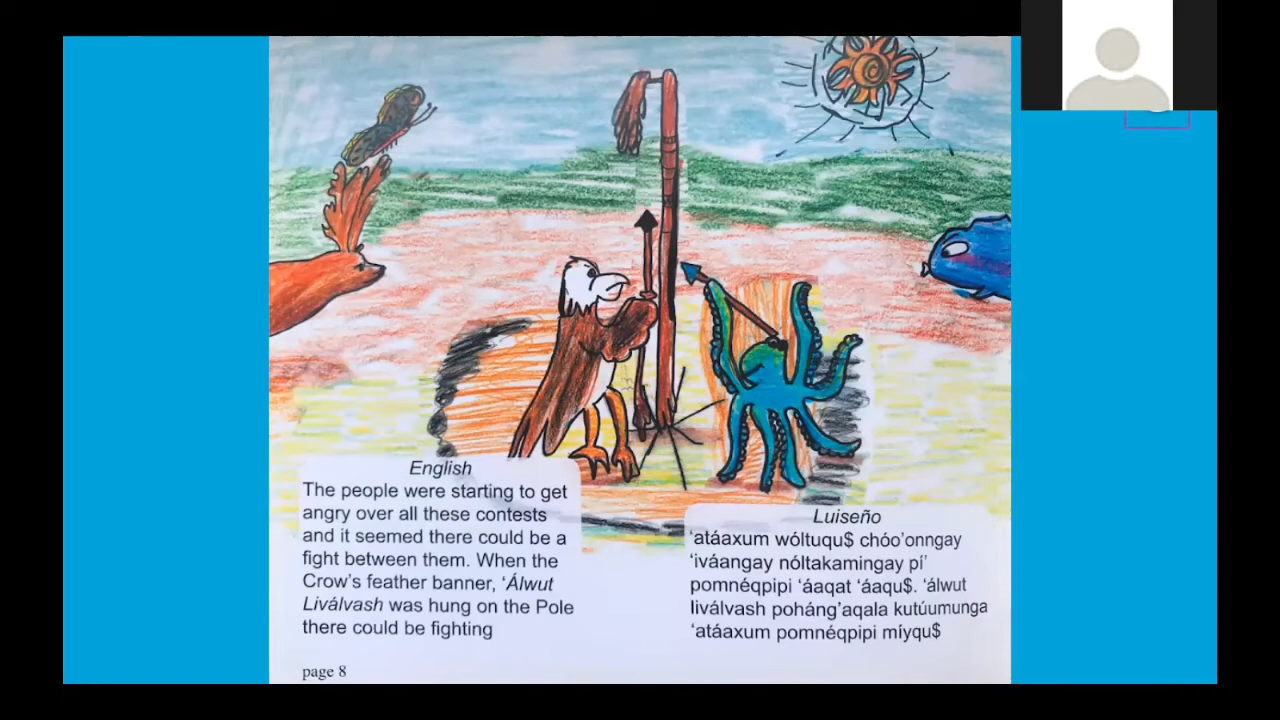 English
The people were starting to get
angry over all these contests
and it seemed there could be a
fight between them. When the
Crow's feather banner, ‘Álwut
Liválvash was hung on the Pole
there could be fighting
Luiseño
‘atáaxum wóltuqu$ chóo’onngay
‘iváangay nóltakamingay pí’
pomnéqpipi ‘áaqat ‘áaqu$. ‘álwut
liválvash poháng’aqala kutúumunga
‘atáaxum pomnéqpipi míyqu$
page 8